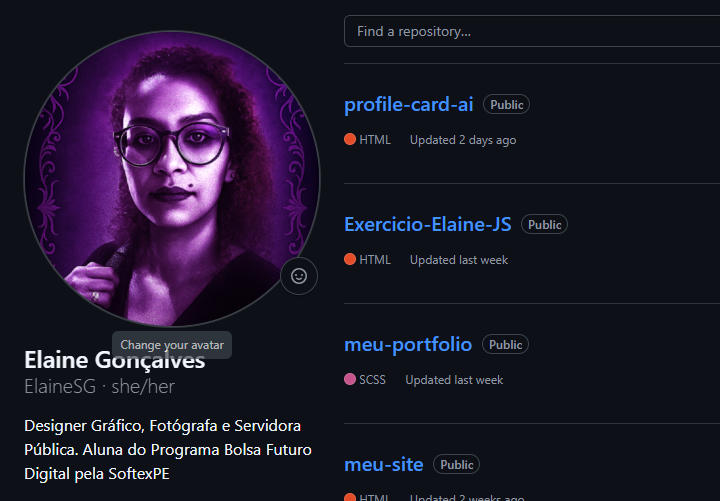 Find a repository...
profile-card-ai Public
HTML Updated 2 days ago
Exercicio-Elaine-JS Public
HTML Updated last week
Change your avatar
Elaine Gonçalves
ElaineSG · she/her
Designer Gráfico, Fotógrafa e Servidora
Pública. Aluna do Programa Bolsa Futuro
Digital pela SoftexPE
meu-portfolio Public
SCSS Updated last week
meu-site Public
HTML Updated 2 weeks ago